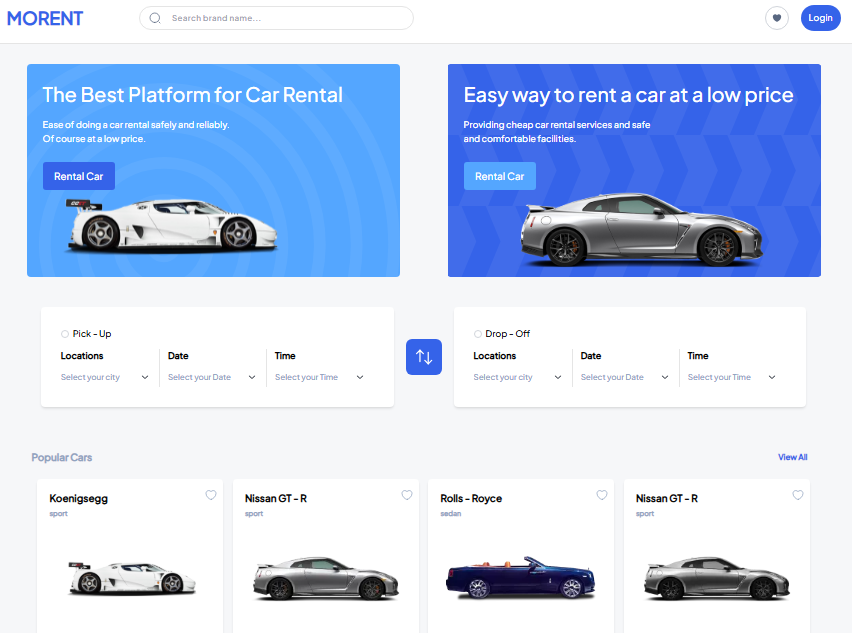 MORENT
Search brand name...
Login
The Best Platform for Car Rental
Ease of doing a car rental safely and reliably.
Of course at a low price.
Rental Car
Easy way to rent a car at a low price
Providing cheap car rental services and safe
and comfortable facilities.
Rental Car
Pick - Up
Locations Date Time
Select your city Select your Date Select your Time
Drop - Off
Locations Date Time
Select your city Select your Date Select your Time
Popular Cars
View All
Koenigsegg
sport
Nissan GT - R
sport
Rolls - Royce
sedan
Nissan GT - R
sport